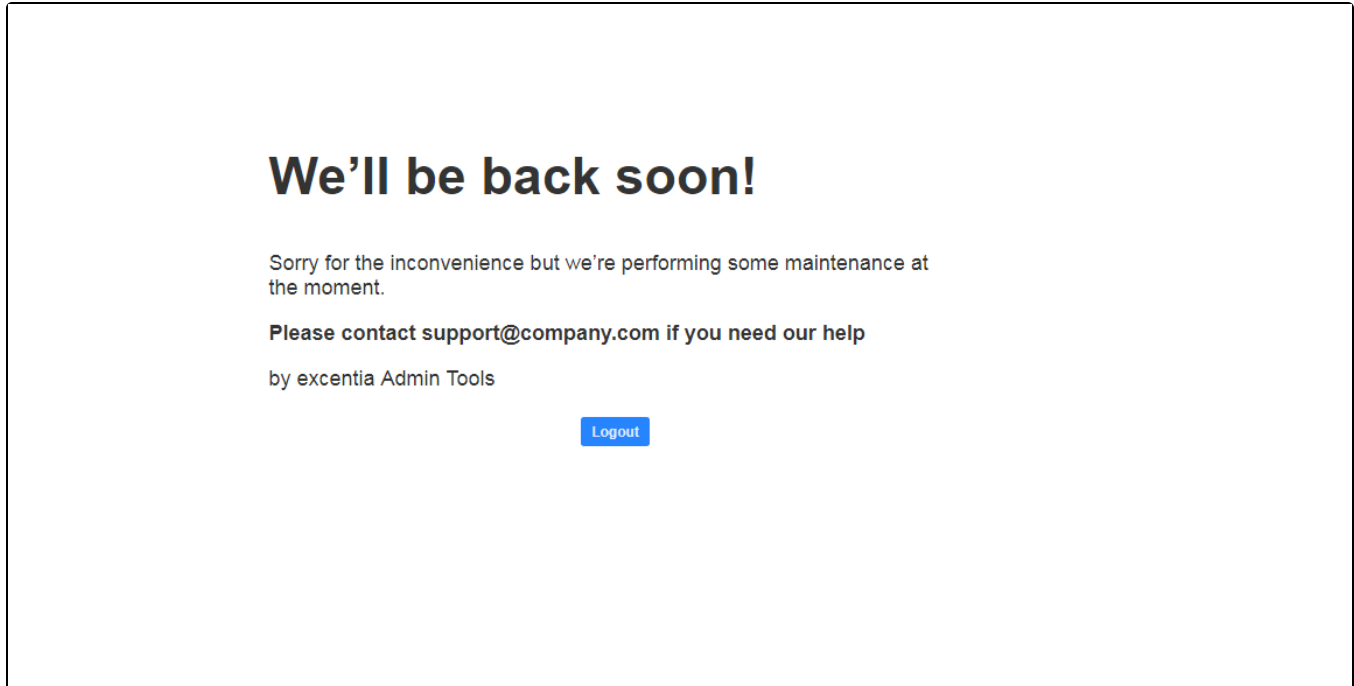 We’ll be back soon!
Sorry for the inconvenience but we’re performing some maintenance at
the moment.
Please contact support@company.com if you need our help
by excentia Admin Tools
Logout